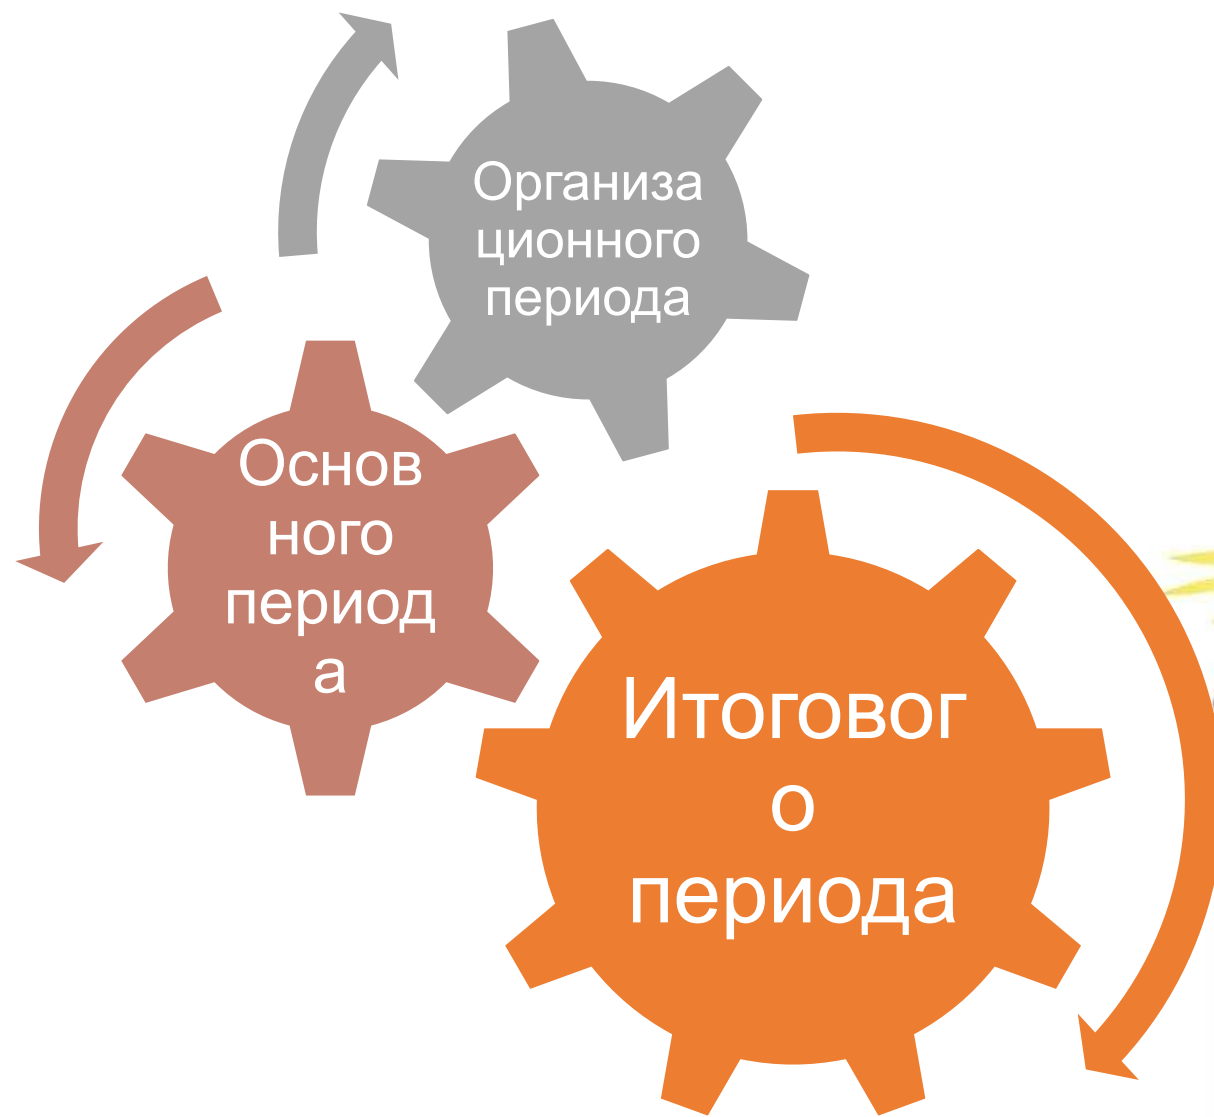 Организа
ционного
периода
Основ
ного
период
а
Итоговог
о
периода